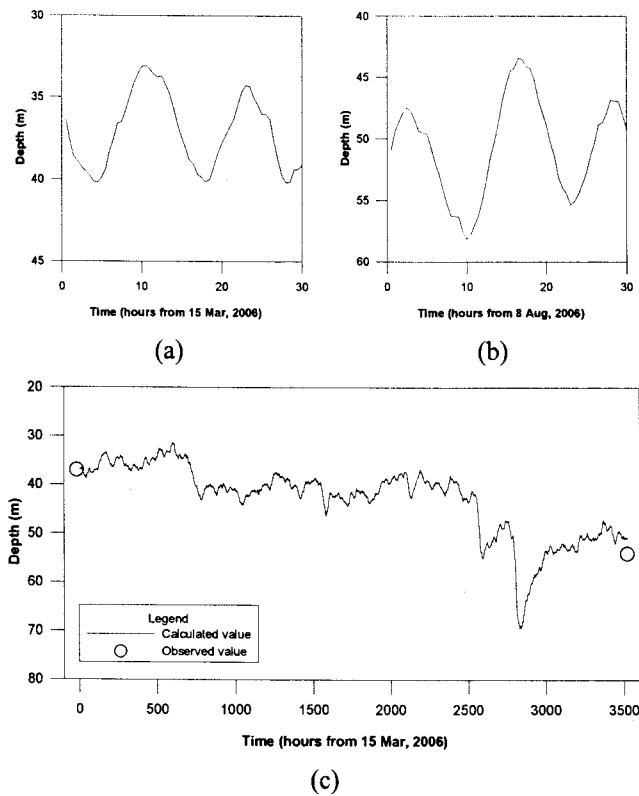 30
35
40
45
Depth (m)
0 10 20 30
Time (hours from 15 Mar, 2006)
(a)
40
45
50
55
60
Depth (m)
0 10 20 30
Time (hours from 8 Aug, 2006)
(b)
20
30
40
50
60
70
80
Depth (m)
Legend
Calculated value
Observed value
0 500 1000 1500 2000 2500 3000 3500
Time (hours from 15 Mar, 2006)
(c)